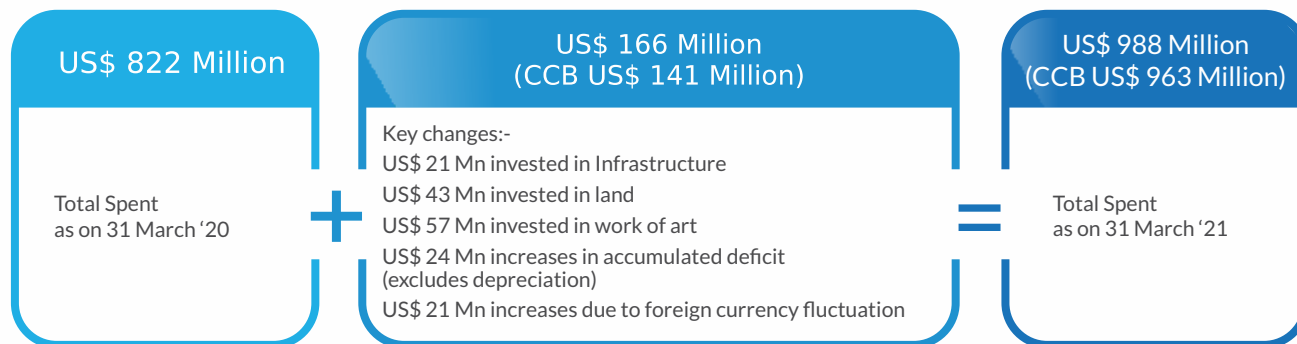 US$ 822 Million
Total Spent
as on 31 March ‘20
+
US$ 166 Million
(CCB US$ 141 Million)
Key changes:-
US$ 21 Mn invested in Infrastructure
US$ 43 Mn invested in land
US$ 57 Mn invested in work of art
US$ 24 Mn increases in accumulated deficit
(excludes depreciation)
US$ 21 Mn increases due to foreign currency fluctuation
=
US$ 988 Million
(CCB US$ 963 Million)
Total Spent
as on 31 March ‘21